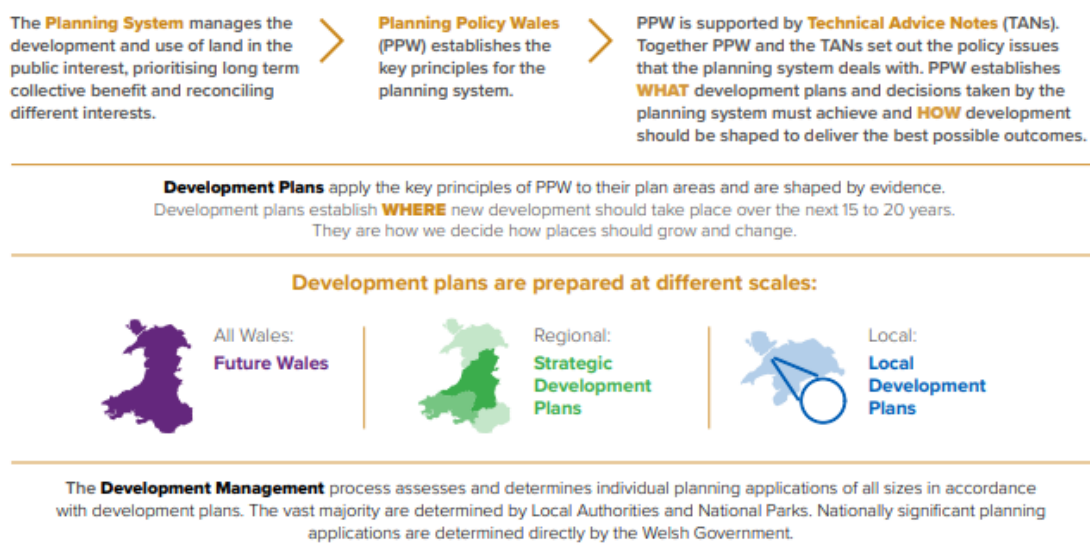 The Planning System manages the
development and use of land in the
public interest, prioritising long term
collective benefit and reconciling
different interests.
Planning Policy Wales
(PPW) establishes the
key principles for the
planning system.
PPW is supported by Technical Advice Notes (TANs).
Together PPW and the TANs set out the policy issues
that the planning system deals with. PPW establishes
WHAT development plans and decisions taken by the
planning system must achieve and HOW development
should be shaped to deliver the best possible outcomes.
Development Plans apply the key principles of PPW to their plan areas and are shaped by evidence.
Development plans establish WHERE new development should take place over the next 15 to 20 years.
They are how we decide how places should grow and change.
Development plans are prepared at different scales:
All Wales:
Future Wales
Regional:
Strategic
Development
Plans
Local:
Local
Development
Plans
The Development Management process assesses and determines individual planning applications of all sizes in accordance
with development plans. The vast majority are determined by Local Authorities and National Parks. Nationally significant planning
applications are determined directly by the Welsh Government.